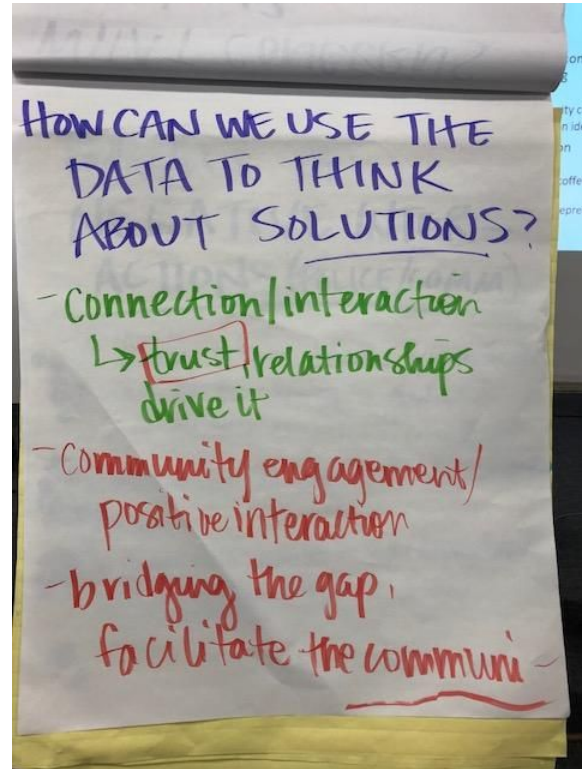 HOW CAN WE USE THE
DATA TO THINK
ABOUT SOLUTIONS?
- Connection/interaction
↳ trust, relationships
drive it
- Community engagement/
positive interaction
- bridging the gap,
facilitate the communi-